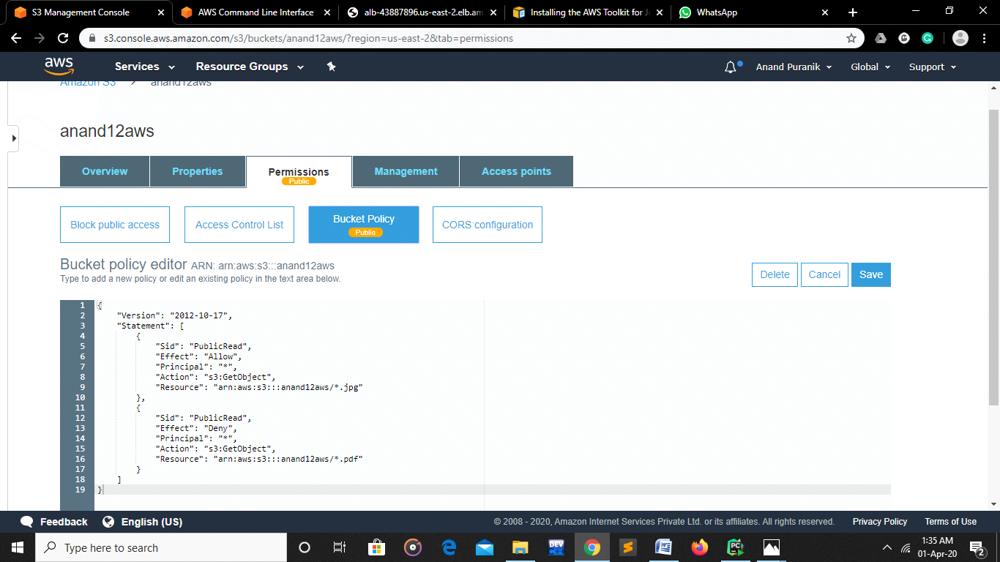 S3 Management Console
AWS Command Line Interface
alb-43887896.us-east-2.elb.am
Installing the AWS Toolkit for J
WhatsApp
s3.console.aws.amazon.com/s3/buckets/anand12aws/?region=us-east-2&tab=permissions
aws
Services
Resource Groups
Anand Puranik
Global
Support
Amazon S3
anand12aws
anand12aws
Overview
Properties
Permissions
Public
Management
Access points
Block public access
Access Control List
Bucket Policy
Public
CORS configuration
Bucket policy editor ARN: arn:aws:s3:::anand12aws
Type to add a new policy or edit an existing policy in the text area below.
Delete
Cancel
Save
1 {
2 "Version": "2012-10-17",
3 "Statement": [
4 {
5 "Sid": "PublicRead",
6 "Effect": "Allow",
7 "Principal": "*",
8 "Action": "s3:GetObject",
9 "Resource": "arn:aws:s3:::anand12aws/*.jpg"
10 },
11 {
12 "Sid": "PublicRead",
13 "Effect": "Deny",
14 "Principal": "*",
15 "Action": "s3:GetObject",
16 "Resource": "arn:aws:s3:::anand12aws/*.pdf"
17 }
18 ]
19 }
Feedback
English (US)
© 2008 - 2020, Amazon Internet Services Private Ltd. or its affiliates. All rights reserved.
Privacy Policy
Terms of Use
Type here to search
DEV
PC
1:35 AM
01-Apr-20
2